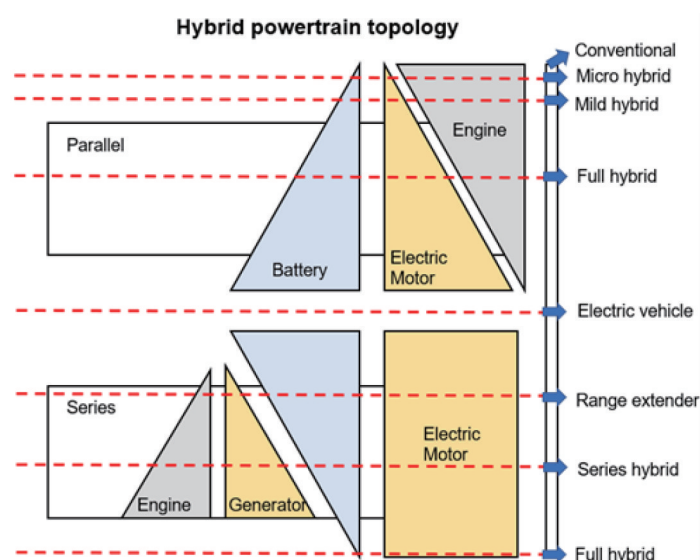 Hybrid powertrain topology
Conventional
Micro hybrid
Mild hybrid
Parallel
Engine
Full hybrid
Battery
Electric
Motor
Electric vehicle
Series
Range extender
Electric
Motor
Series hybrid
Engine
Generator
Full hybrid